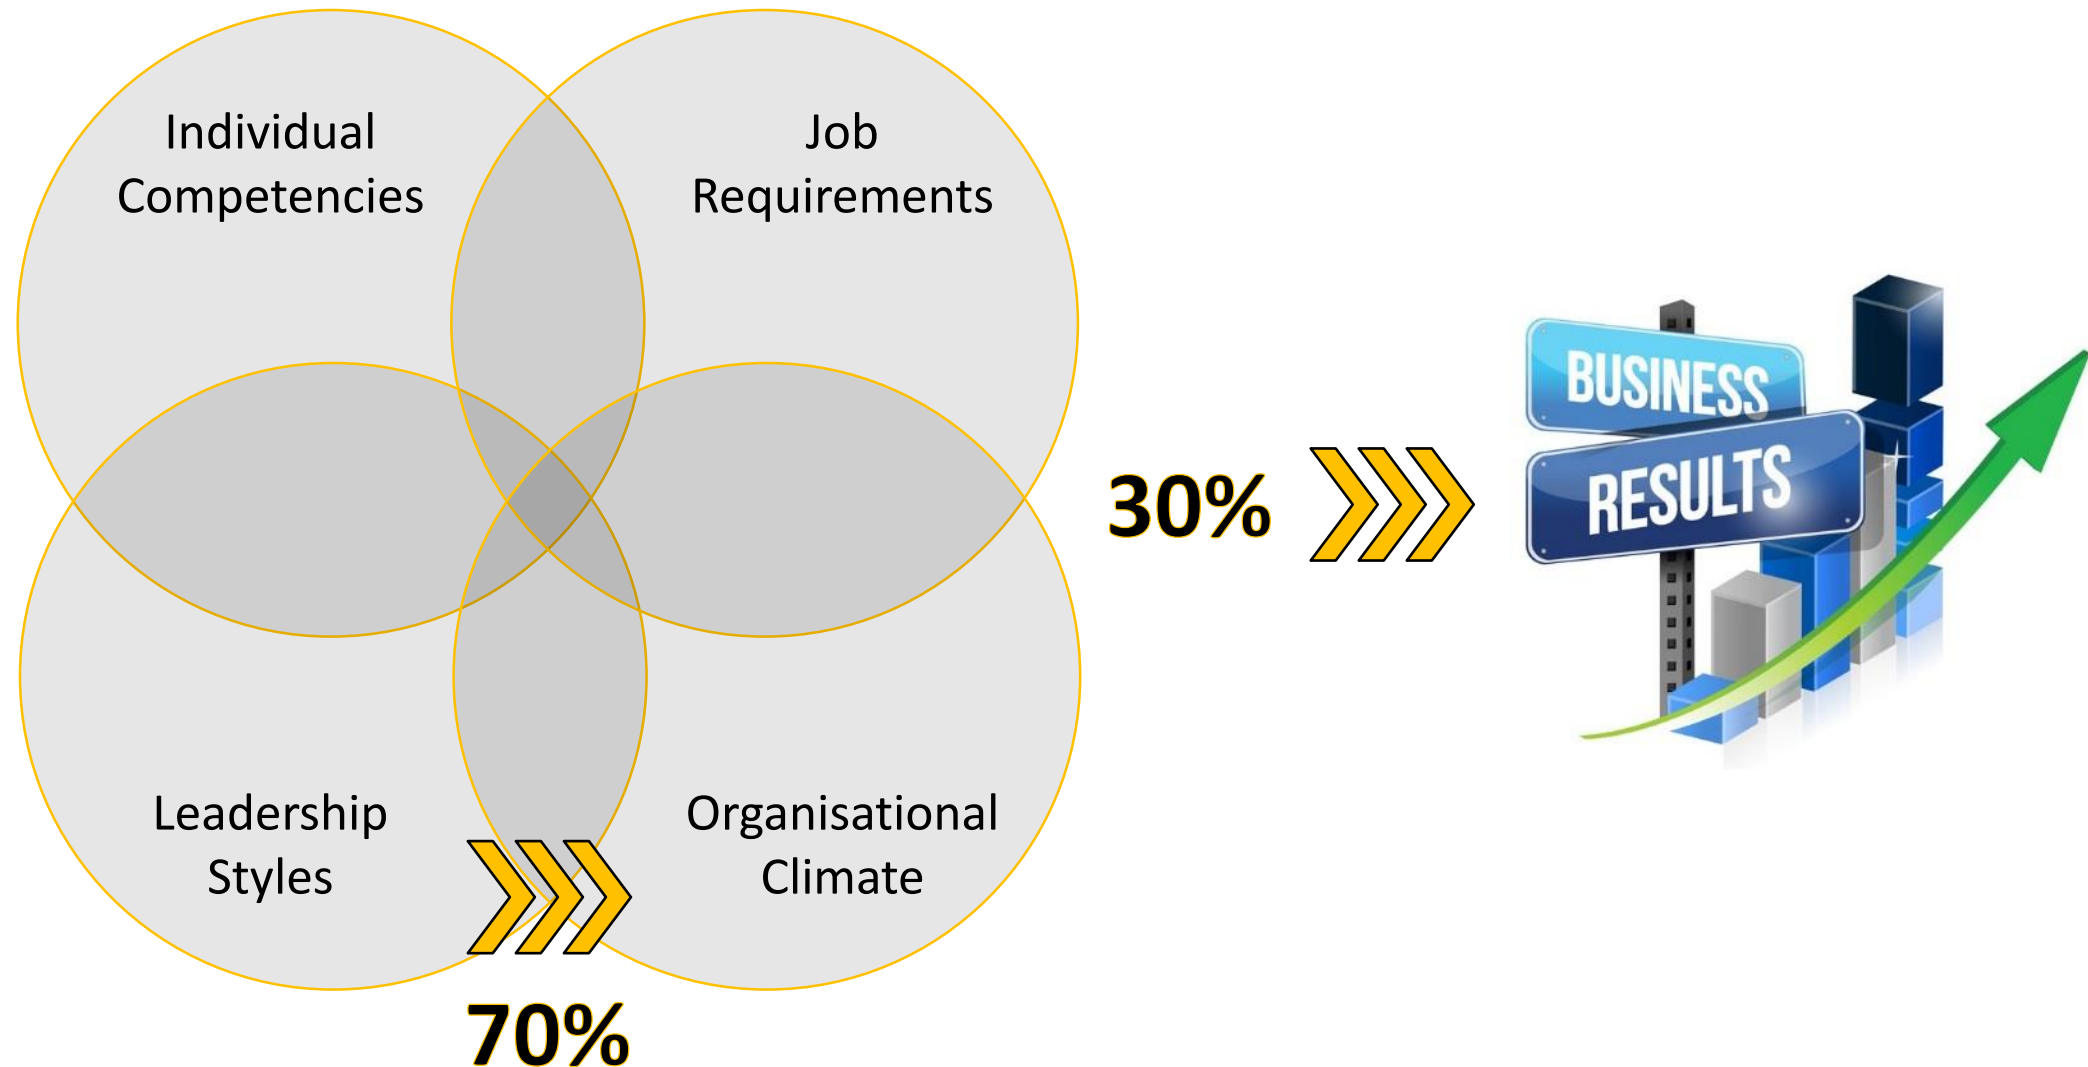 Individual
Competencies
Job
Requirements
Leadership
Styles
Organisational
Climate
70%
30%
BUSINESS
RESULTS